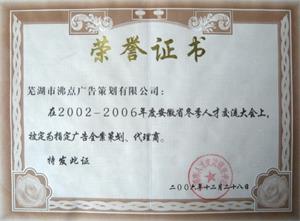 荣誉证书
芜湖市沸点广告策划有限公司：
在2002-2006年度安徽省冬季人才交流大会上，
被定为指定广告全案策划、代理商。
特发此证
二00六年十二月二十八日